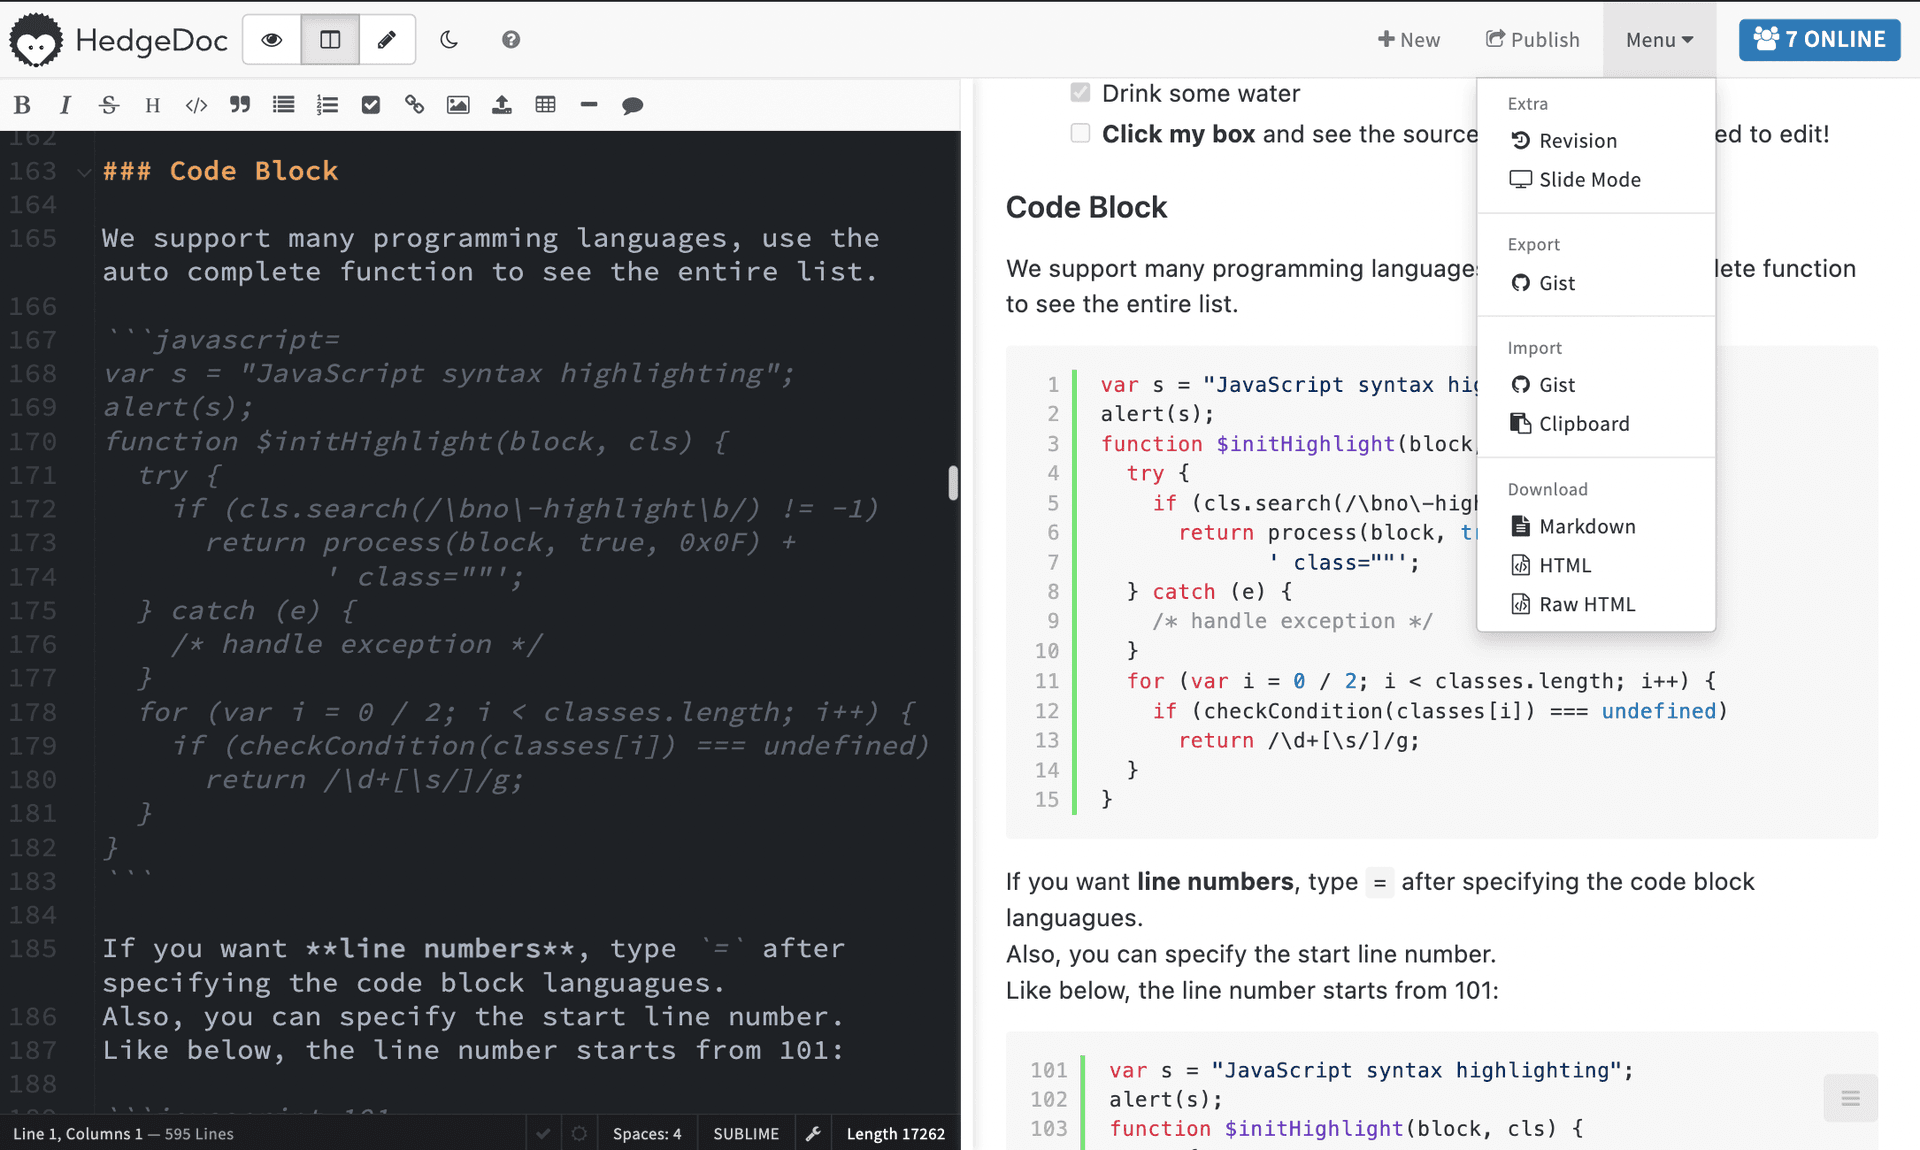 HedgeDoc
New
Publish
Menu
7 ONLINE
162
163 ### Code Block
164
165 We support many programming languages, use the
auto complete function to see the entire list.
166
167 ```javascript=
168 var s = "JavaScript syntax highlighting";
169 alert(s);
170 function $initHighlight(block, cls) {
171 try {
172 if (cls.search(/\bno\-highlight\b/) != -1)
173 return process(block, true, 0x0F) +
174 ' class=""';
175 } catch (e) {
176 /* handle exception */
177 }
178 for (var i = 0 / 2; i < classes.length; i++) {
179 if (checkCondition(classes[i]) === undefined)
180 return /\d+[\s/]/g;
181 }
182 }
183 ```
184
185 If you want **line numbers**, type `=` after
specifying the code block languagues.
186 Also, you can specify the start line number.
187 Like below, the line number starts from 101:
188
189 ```javascript=101
Line 1, Columns 1 — 595 Lines
Spaces: 4
SUBLIME
Length 17262
Drink some water
Click my box and see the source
ed to edit!
Code Block
We support many programming languages
lete function
to see the entire list.
1 var s = "JavaScript syntax hig
2 alert(s);
3 function $initHighlight(block,
4 try {
5 if (cls.search(/\bno\-high
6 return process(block, tr
7 ' class=""';
8 } catch (e) {
9 /* handle exception */
10 }
11 for (var i = 0 / 2; i < classes.length; i++) {
12 if (checkCondition(classes[i]) === undefined)
13 return /\d+[\s/]/g;
14 }
15 }
If you want line numbers, type = after specifying the code block
languagues.
Also, you can specify the start line number.
Like below, the line number starts from 101:
101 var s = "JavaScript syntax highlighting";
102 alert(s);
103 function $initHighlight(block, cls) {
Extra
Revision
Slide Mode
Export
Gist
Import
Gist
Clipboard
Download
Markdown
HTML
Raw HTML